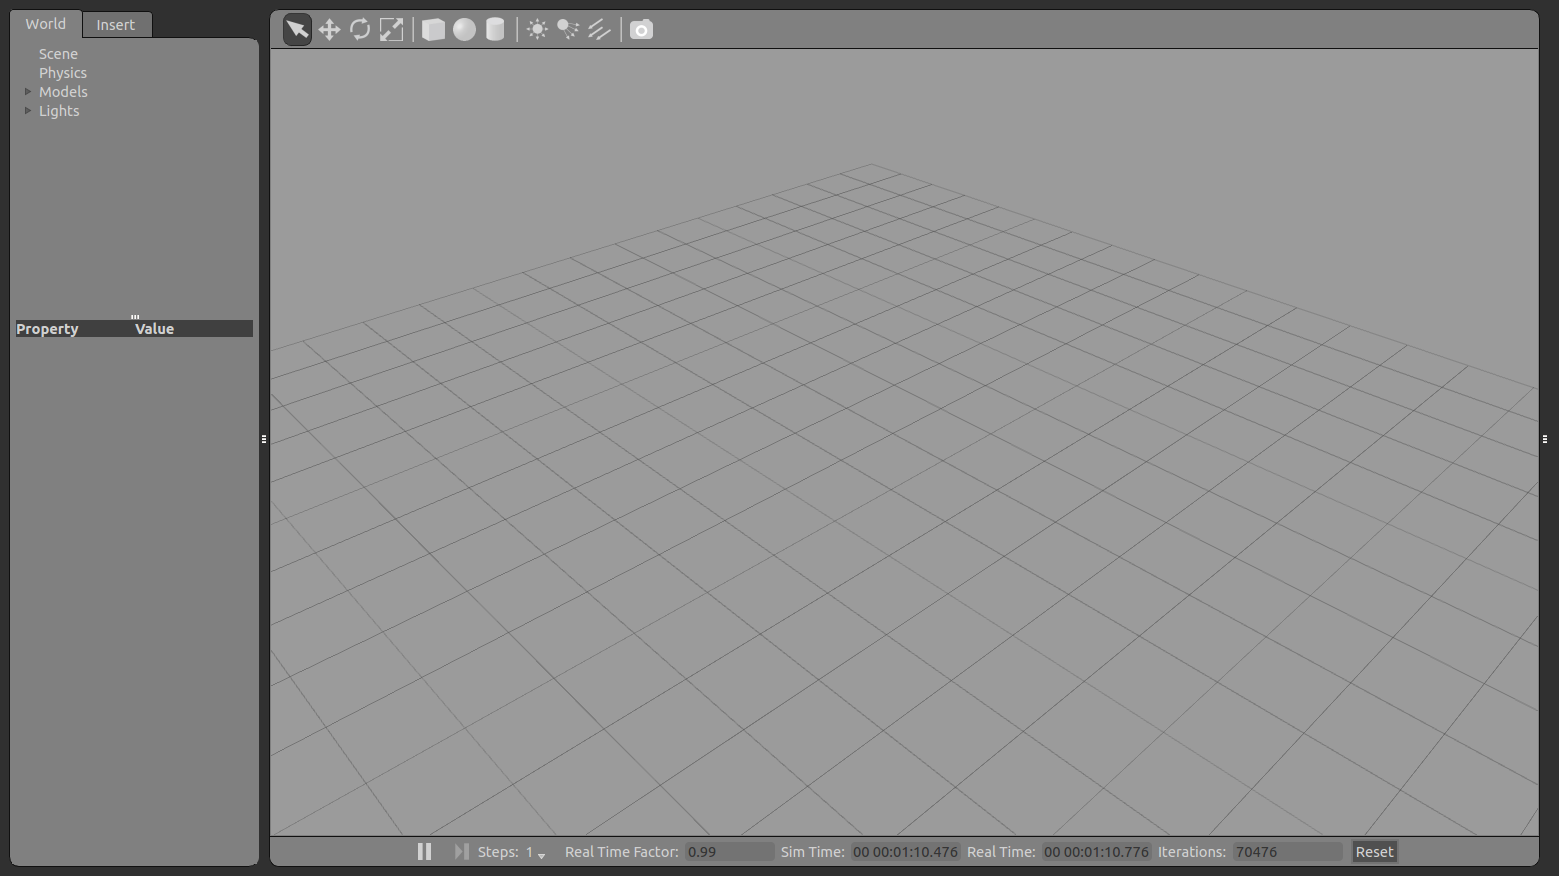 World Insert
Scene
Physics
Models
Lights
Property Value
Steps: 1 Real Time Factor: 0.99 Sim Time: 00 00:01:10.476 Real Time: 00 00:01:10.776 Iterations: 70476 Reset